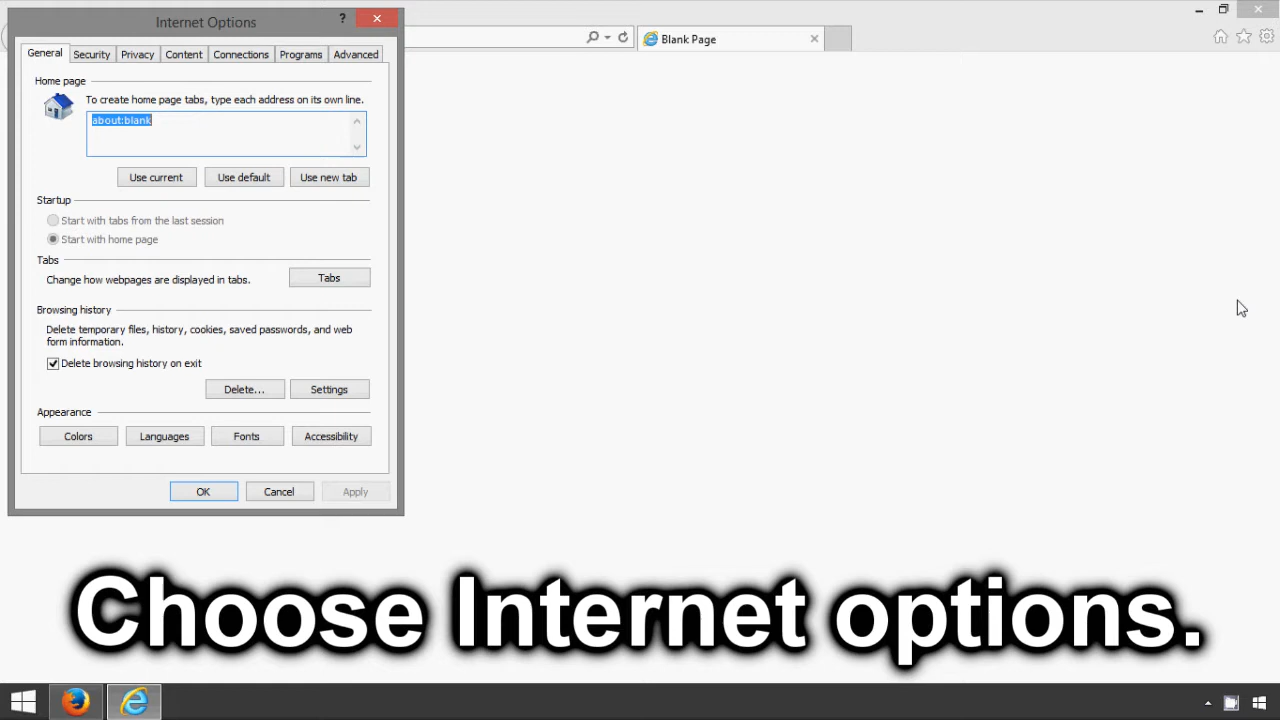 Internet Options
?
Blank Page
General
Security
Privacy
Content
Connections
Programs
Advanced
Home page
To create home page tabs, type each address on its own line.
about:blank
Use current
Use default
Use new tab
Startup
Start with tabs from the last session
Start with home page
Tabs
Change how webpages are displayed in tabs.
Tabs
Browsing history
Delete temporary files, history, cookies, saved passwords, and web
form information.
Delete browsing history on exit
Delete...
Settings
Appearance
Colors
Languages
Fonts
Accessibility
OK
Cancel
Apply
Choose Internet options.